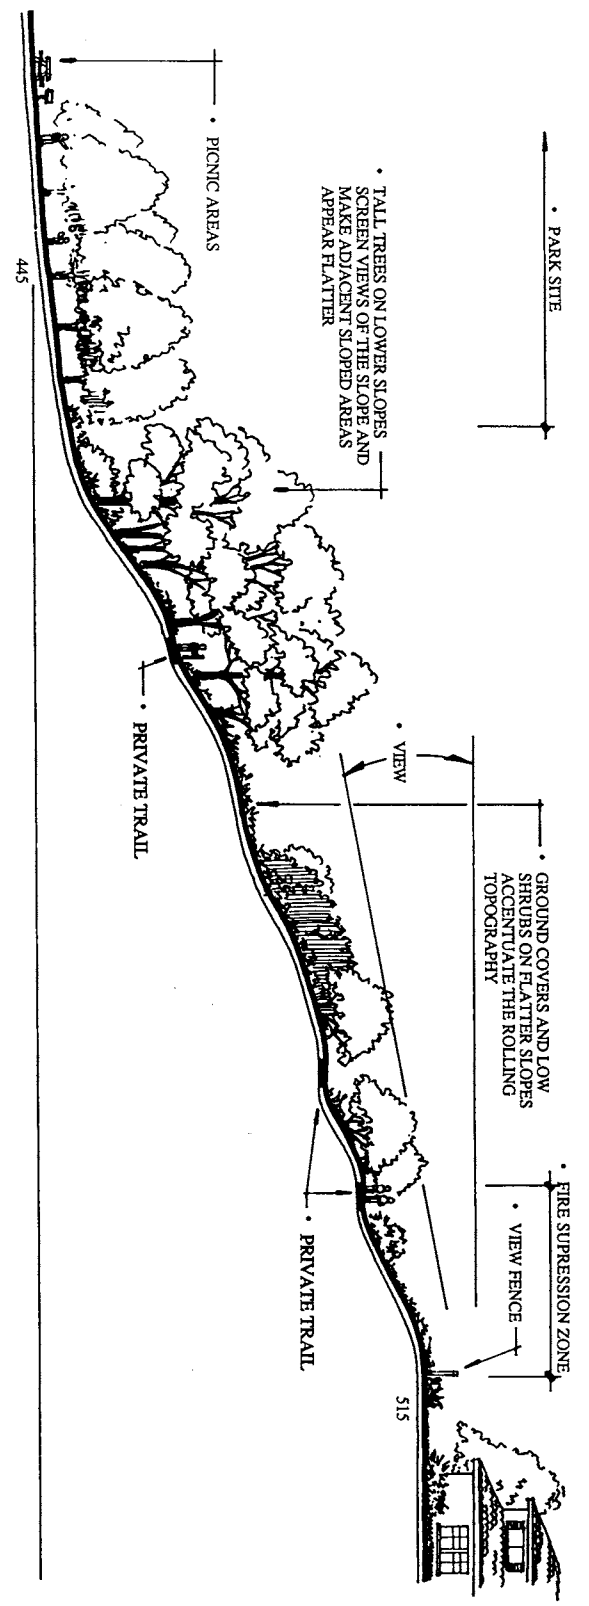 • PARK SITE
• TALL TREES ON LOWER SLOPES
SCREEN VIEWS OF THE SLOPE AND
MAKE ADJACENT SLOPED AREAS
APPEAR FLATTER
• PICNIC AREAS
445
• PRIVATE TRAIL
• VIEW
• GROUND COVERS AND LOW
SHRUBS ON FLATTER SLOPES
ACCENTUATE THE ROLLING
TOPOGRAPHY
• FIRE SUPRESSION ZONE
• VIEW FENCE
• PRIVATE TRAIL
515